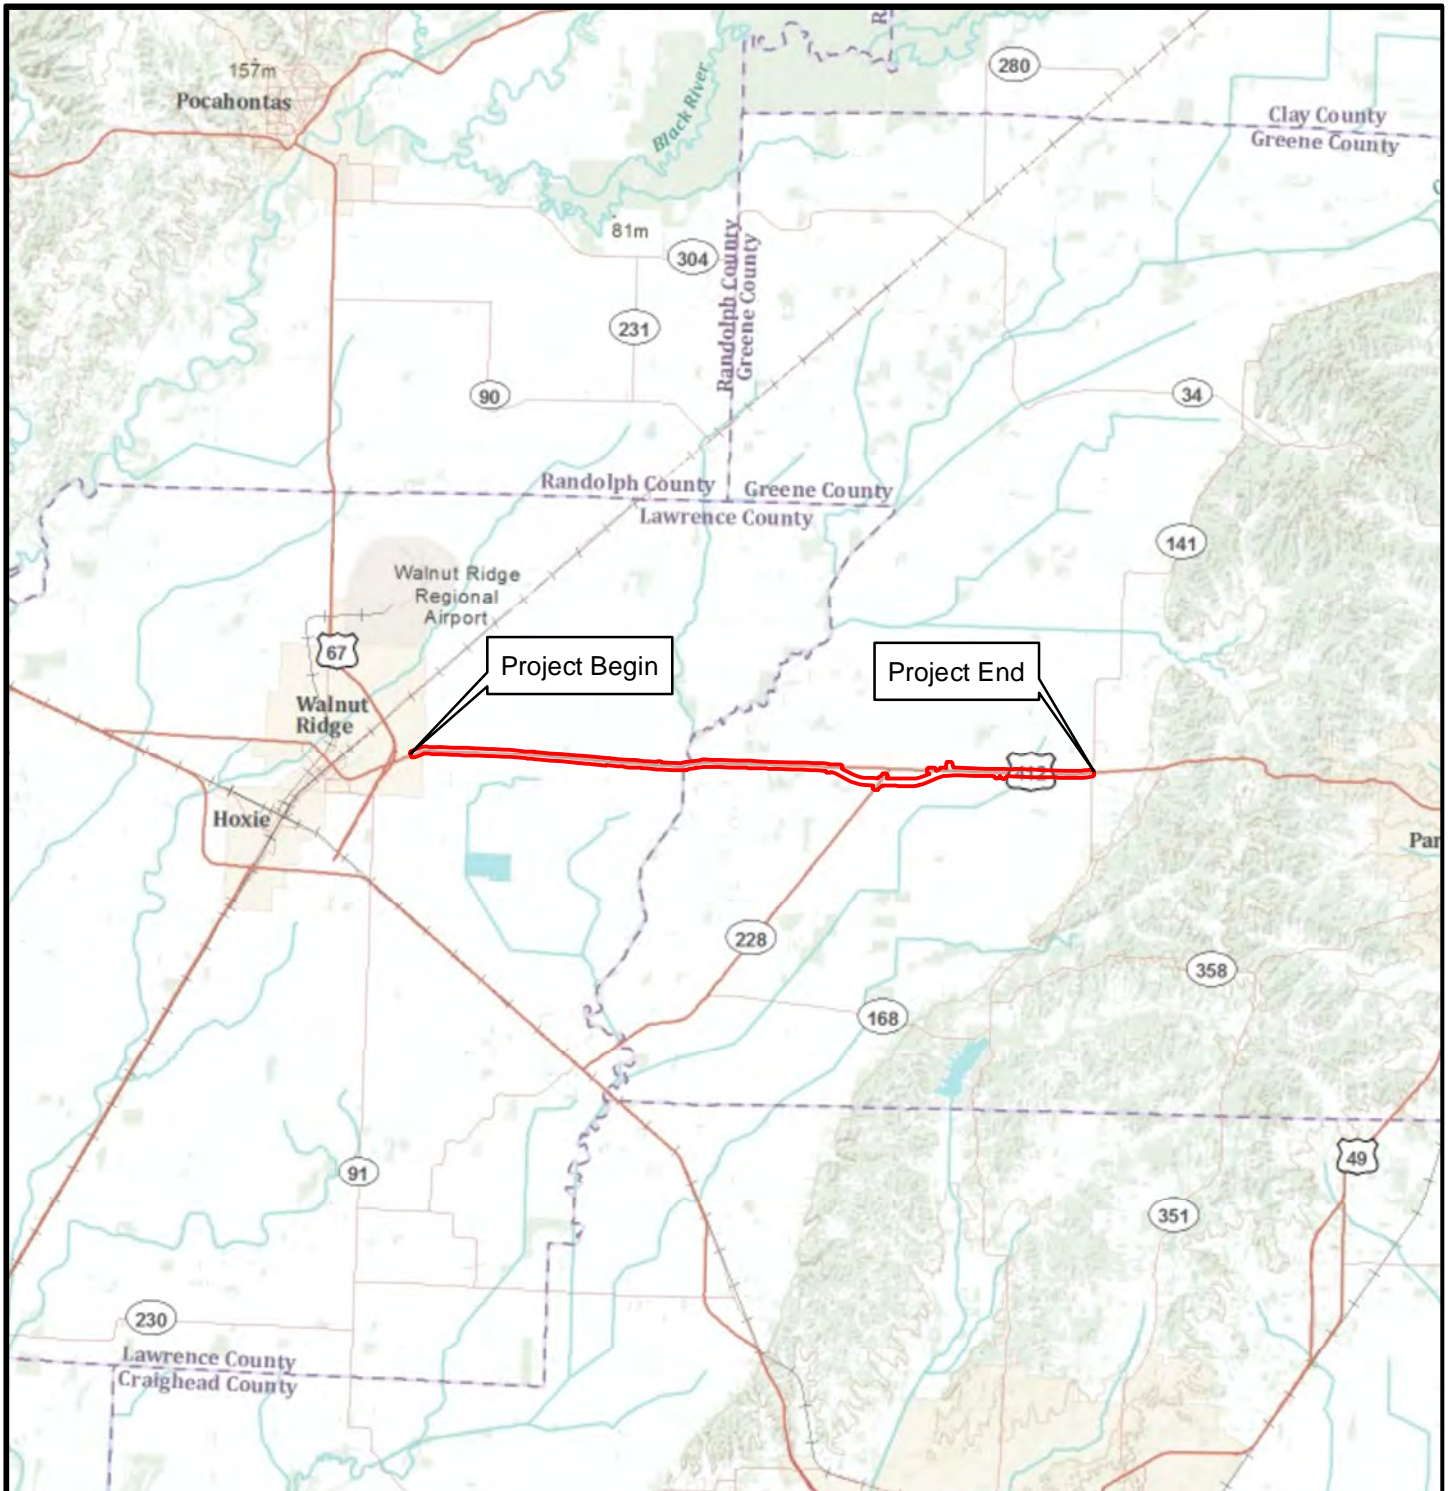 157m
Pocahontas
Black River
R
280
Clay County
Greene County
81m
304
Randolph County
Greene County
231
90
34
Randolph County
Greene County
Lawrence County
141
Walnut Ridge
Regional
Airport
67
Project Begin
Project End
Walnut
Ridge
412
Hoxie
Par
228
358
168
49
91
351
230
Lawrence County
Craighead County